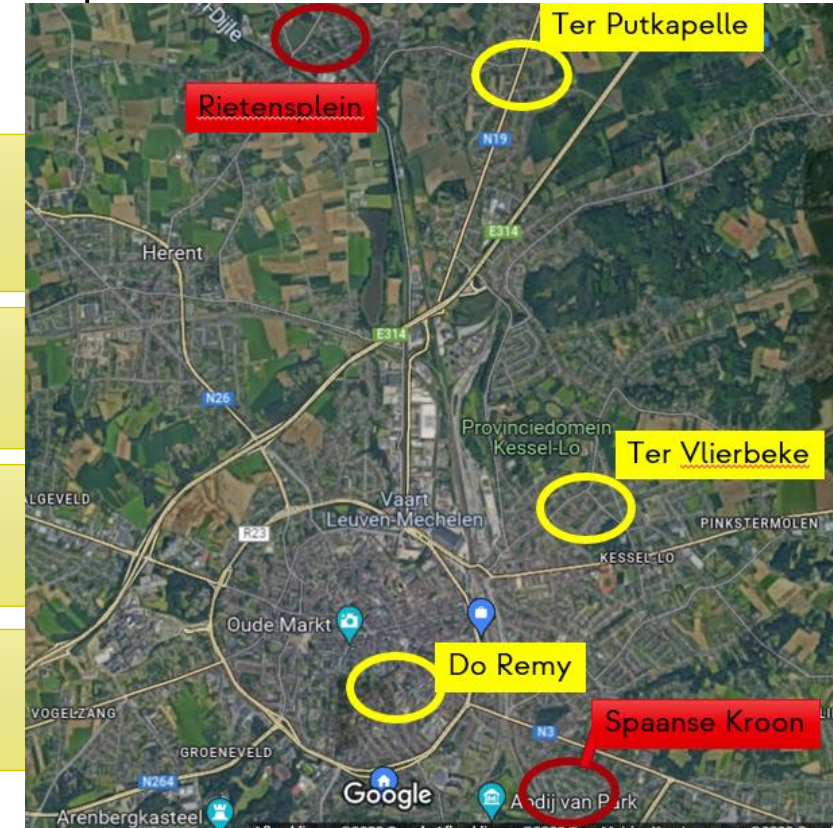 Dijle
Ter Putkapelle
Rietensplein
N19
E314
Herent
E314
N26
Provinciedomein
Kessel-Lo
Ter Vlierbeke
Vaart
Leuven-Mechelen
PINKSTERMOLEN
R23
KESSEL-LO
Oude Markt
Do Remy
VOGELZANG
Spaanse Kroon
N3
GROENEVELD
N264
Google
Abdij van Park
Arenbergkasteel